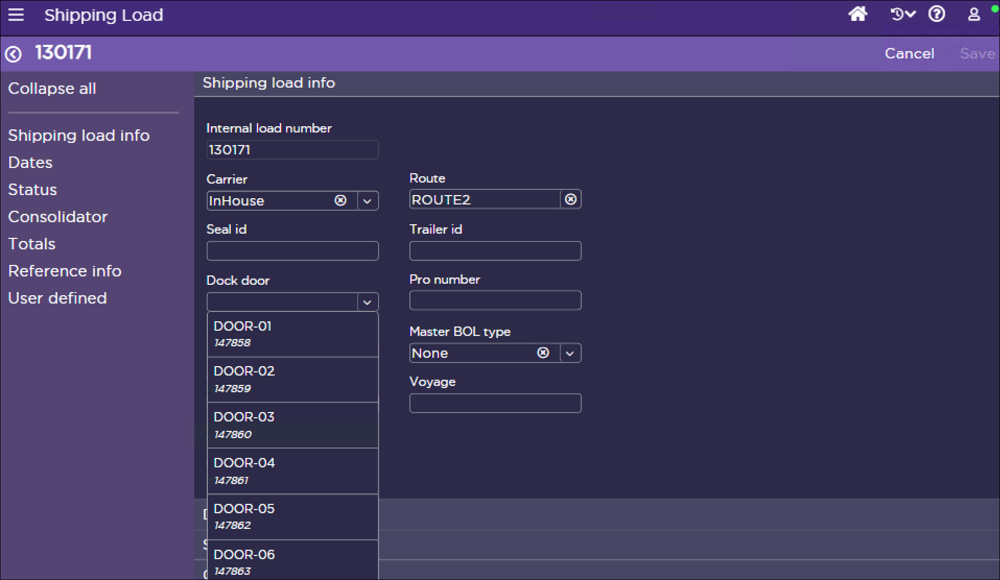 Shipping Load
130171
Cancel
Save
Collapse all
Shipping load info
Dates
Status
Consolidator
Totals
Reference info
User defined
Shipping load info
Internal load number
130171
Carrier
InHouse
Route
ROUTE2
Seal id
Trailer id
Dock door
Pro number
DOOR-01
147858
DOOR-02
147859
DOOR-03
147860
DOOR-04
147861
DOOR-05
147862
DOOR-06
147863
Master BOL type
None
Voyage